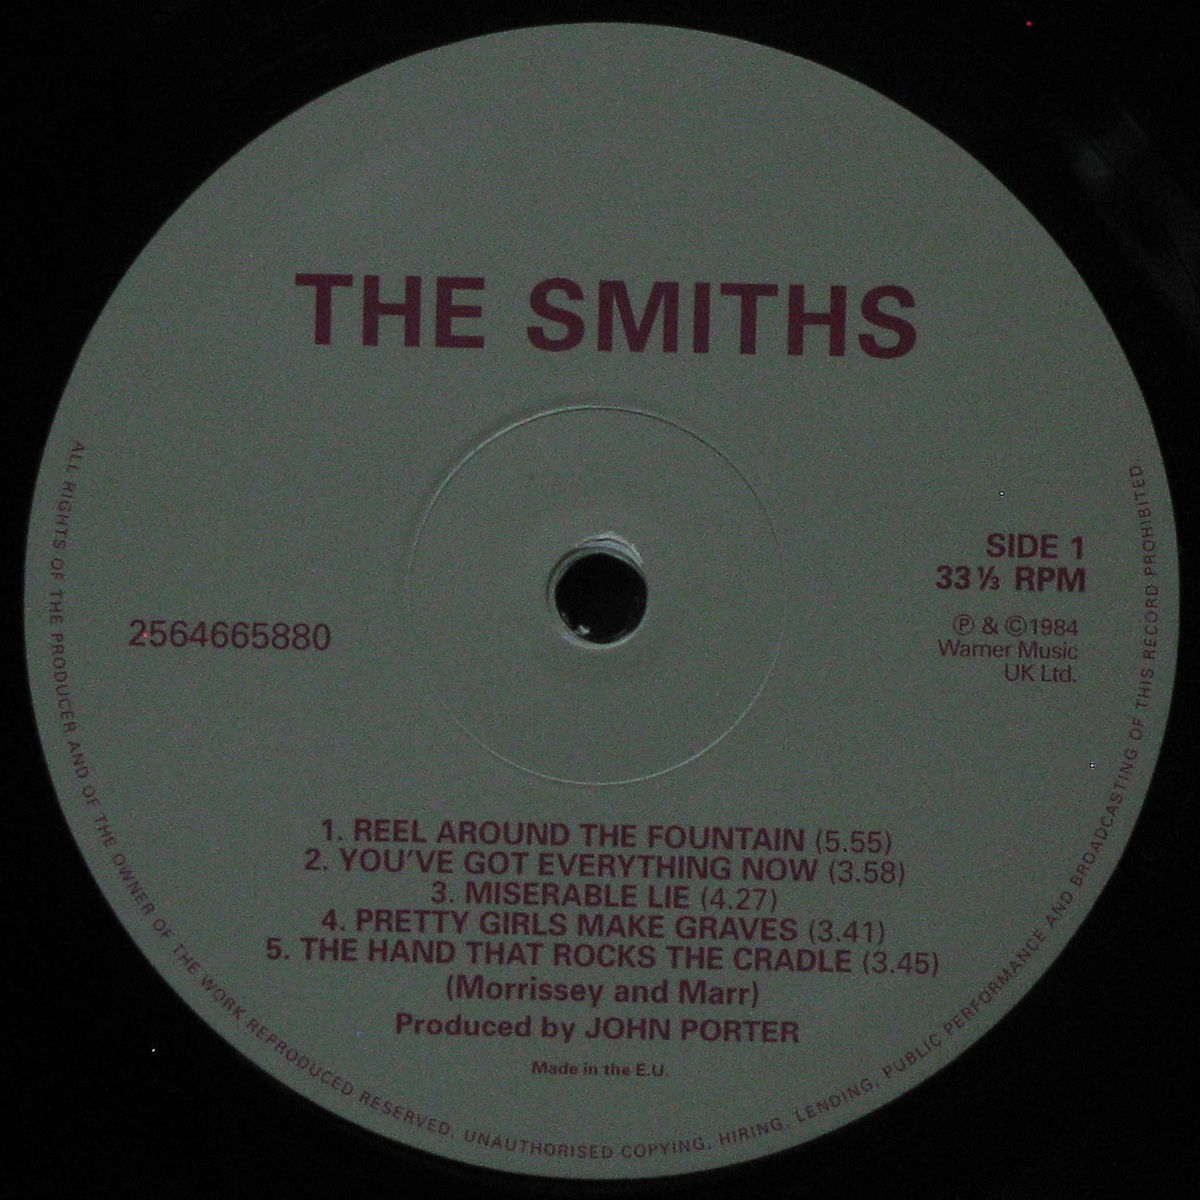 THE SMITHS
SIDE 1
33 ⅓ RPM
℗ & ©1984
Warner Music
UK Ltd.
2564665880
1. REEL AROUND THE FOUNTAIN (5.55)
2. YOU'VE GOT EVERYTHING NOW (3.58)
3. MISERABLE LIE (4.27)
4. PRETTY GIRLS MAKE GRAVES (3.41)
5. THE HAND THAT ROCKS THE CRADLE (3.45)
(Morrissey and Marr)
Produced by JOHN PORTER
Made in the E.U.
ALL RIGHTS OF THE PRODUCER AND OF THE OWNER OF THE WORK REPRODUCED RESERVED. UNAUTHORISED COPYING, HIRING, LENDING, PUBLIC PERFORMANCE AND BROADCASTING OF THIS RECORD PROHIBITED.